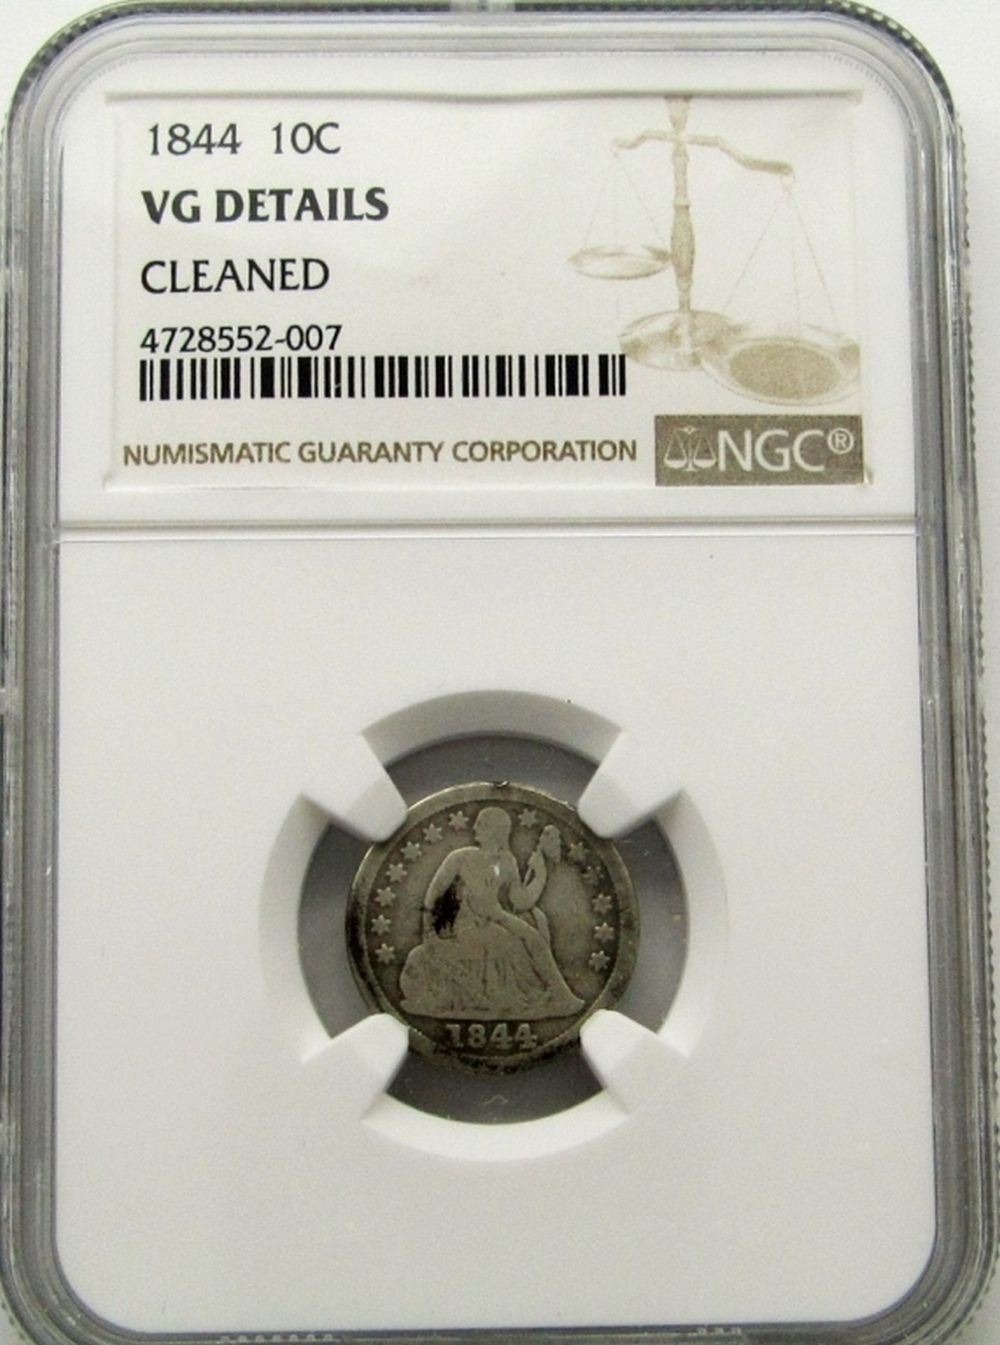 1844 10C
VG DETAILS
CLEANED
4728552-007
NUMISMATIC GUARANTY CORPORATION
NGC®
1844